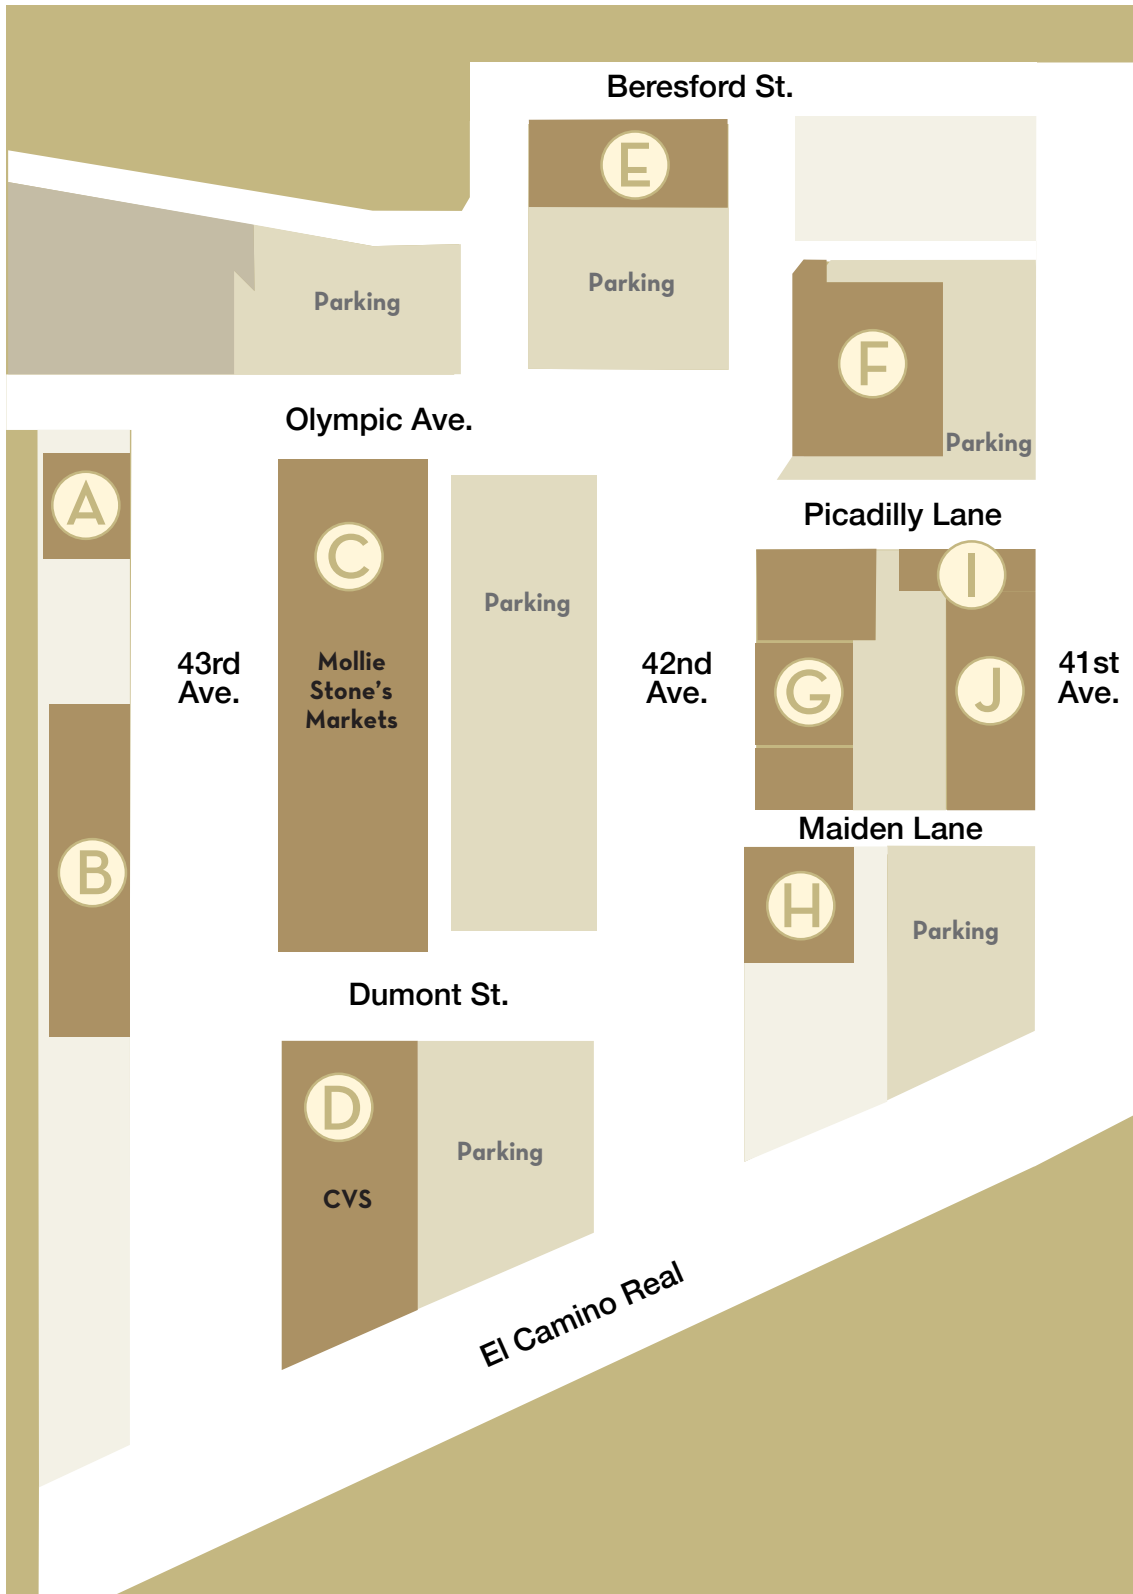 Beresford St.
E
Parking
Parking
F
Parking
Olympic Ave.
A
C
Parking
Picadilly Lane
I
43rd
Ave.
Mollie
Stone's
Markets
42nd
Ave.
G
J
41st
Ave.
B
Maiden Lane
H
Parking
Dumont St.
D
Parking
CVS
El Camino Real